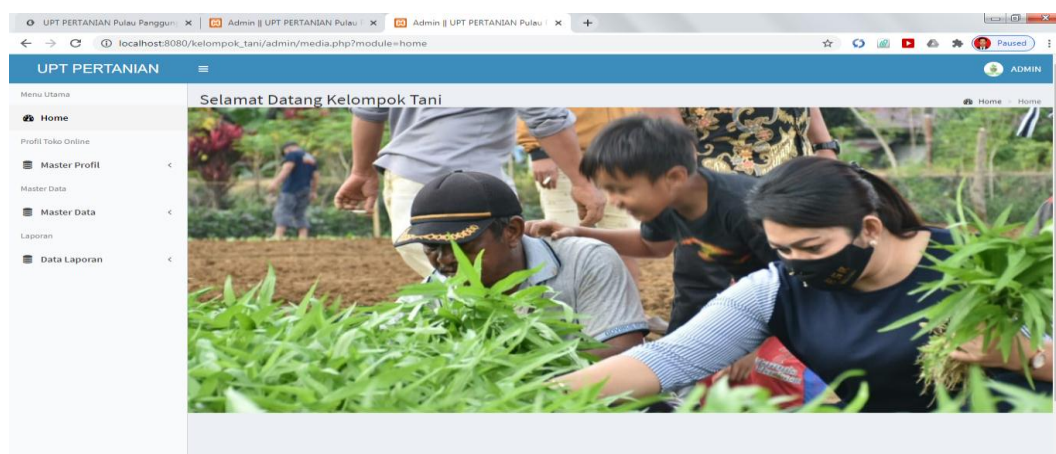 UPT PERTANIAN Pulau Panggung
Admin || UPT PERTANIAN Pulau
Admin || UPT PERTANIAN Pulau
localhost:8080/kelompok_tani/admin/media.php?module=home
Paused
UPT PERTANIAN
ADMIN
Menu Utama
Home
Profil Toko Online
Master Profil
Master Data
Master Data
Laporan
Data Laporan
Selamat Datang Kelompok Tani
Home > Home